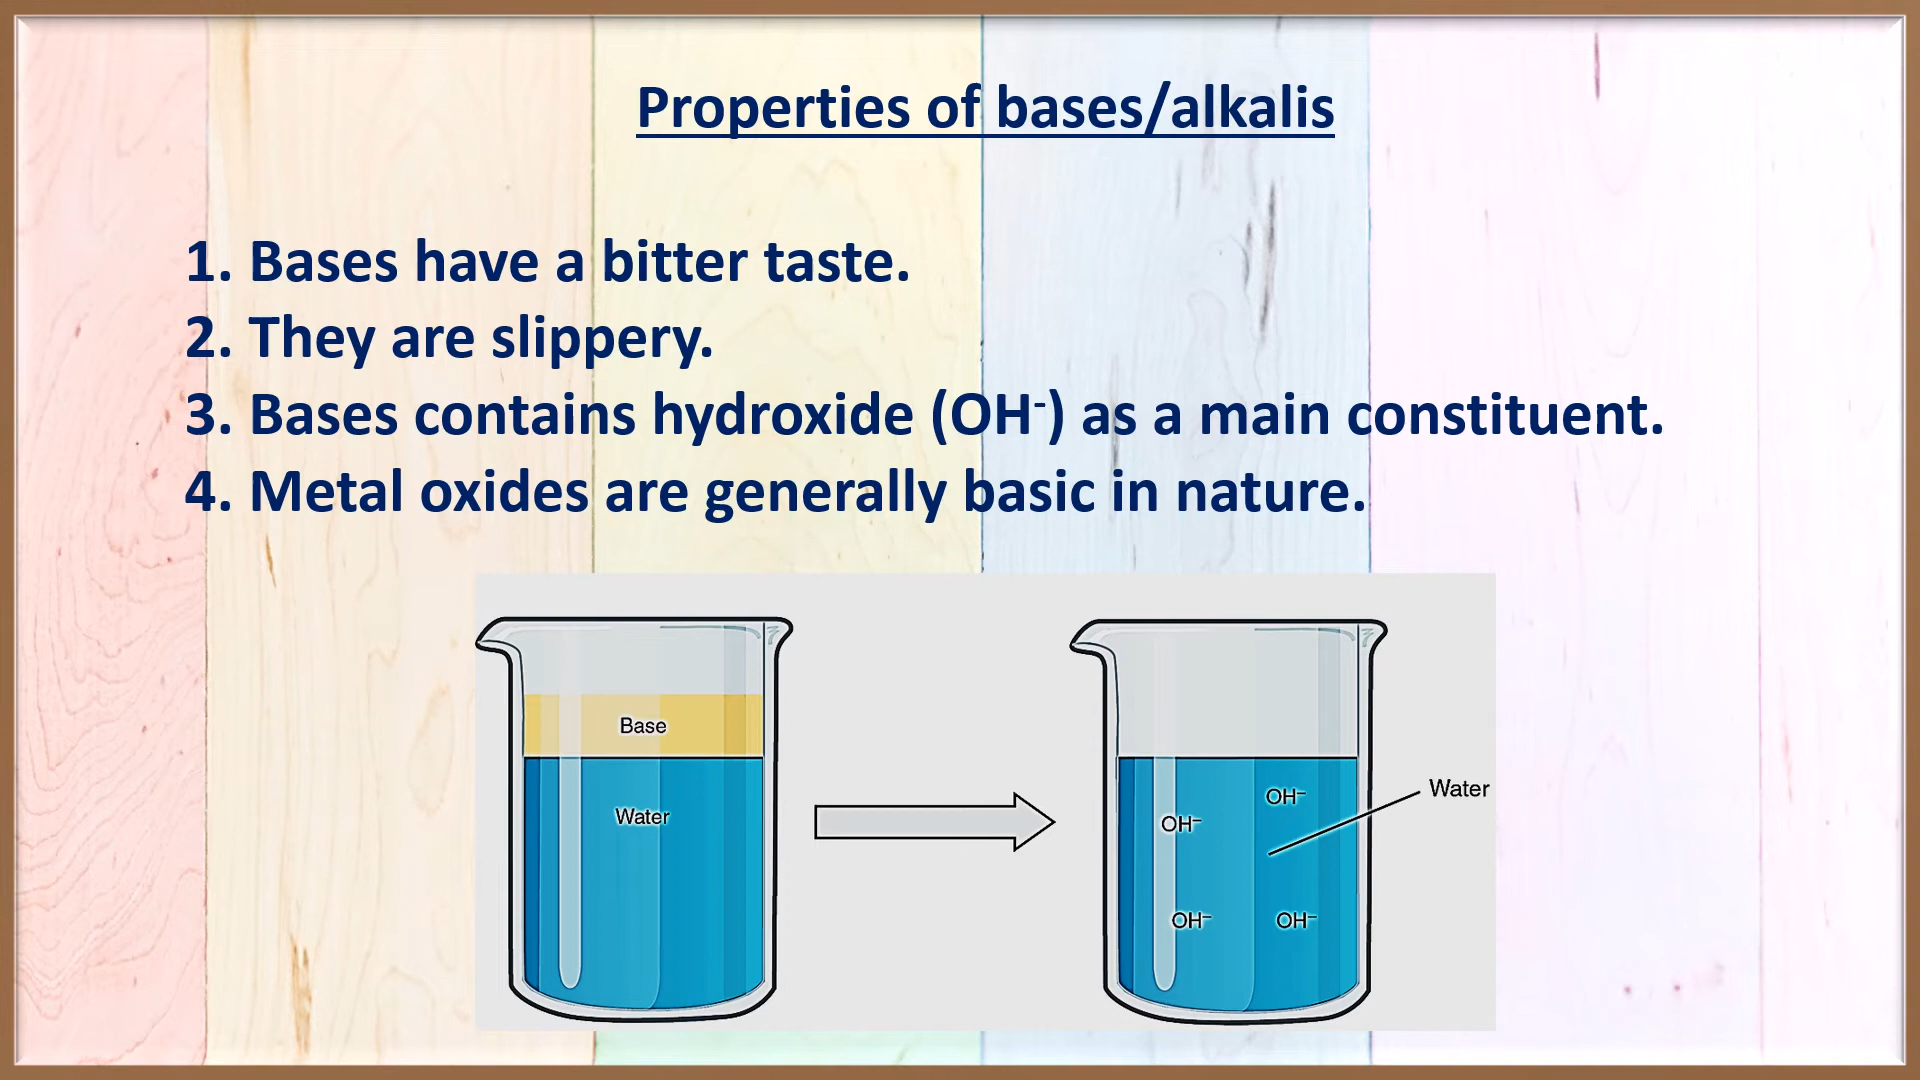 Properties of bases/alkalis
1. Bases have a bitter taste.
2. They are slippery.
3. Bases contains hydroxide (OH⁻) as a main constituent.
4. Metal oxides are generally basic in nature.
Base
Water
OH⁻
OH⁻
OH⁻
OH⁻
Water